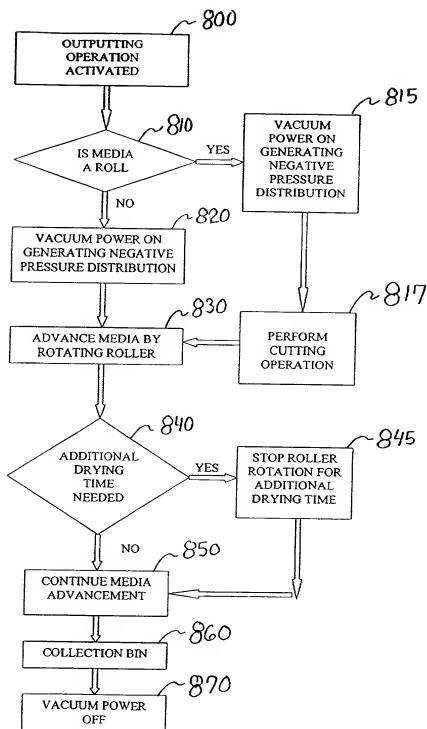 800
OUTPUTTING
OPERATION
ACTIVATED
810
IS MEDIA
A ROLL
YES
815
VACUUM
POWER ON
GENERATING
NEGATIVE
PRESSURE
DISTRIBUTION
NO
820
VACUUM POWER ON
GENERATING NEGATIVE
PRESSURE DISTRIBUTION
817
PERFORM
CUTTING
OPERATION
830
ADVANCE MEDIA BY
ROTATING ROLLER
840
ADDITIONAL
DRYING
TIME
NEEDED
YES
845
STOP ROLLER
ROTATION FOR
ADDITIONAL
DRYING TIME
NO
850
CONTINUE MEDIA
ADVANCEMENT
860
COLLECTION BIN
870
VACUUM POWER
OFF